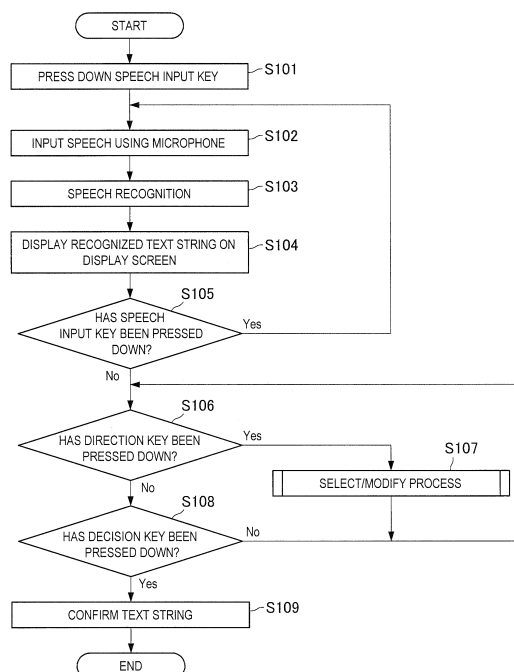 START
PRESS DOWN SPEECH INPUT KEY
S101
INPUT SPEECH USING MICROPHONE
S102
SPEECH RECOGNITION
S103
DISPLAY RECOGNIZED TEXT STRING ON
DISPLAY SCREEN
S104
S105
HAS SPEECH
INPUT KEY BEEN PRESSED
DOWN?
Yes
No
S106
HAS DIRECTION KEY BEEN
PRESSED DOWN?
Yes
No
S107
SELECT/MODIFY PROCESS
S108
HAS DECISION KEY BEEN
PRESSED DOWN?
No
Yes
CONFIRM TEXT STRING
S109
END